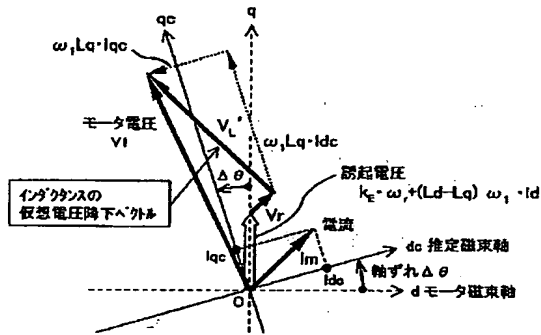 qc
q
ω₁Lq・Iqc
モータ電圧
V1
V_L*
ω₁Lq・Idc
Δθ
誘起電圧
k_E・ω_r+(Ld-Lq) ω₁・Id
インダクタンスの
仮想電圧降下ベクトル
Vr
電流
Iqc
Im
dc 推定磁束軸
Idc
軸ずれ Δθ
O
d モータ磁束軸